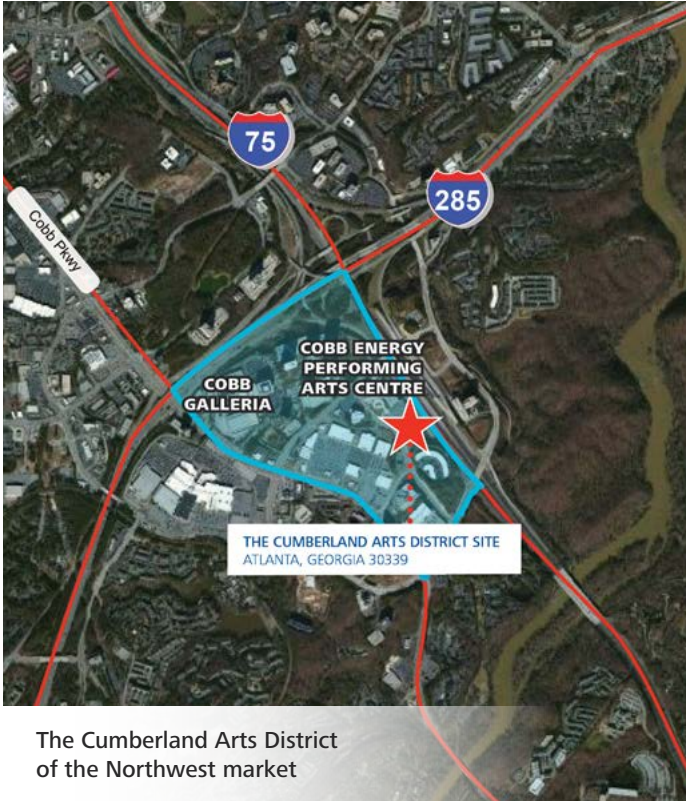 75
285
Cobb Pkwy
COBB ENERGY
PERFORMING
ARTS CENTRE
COBB
GALLERIA
THE CUMBERLAND ARTS DISTRICT SITE
ATLANTA, GEORGIA 30339
The Cumberland Arts District
of the Northwest market